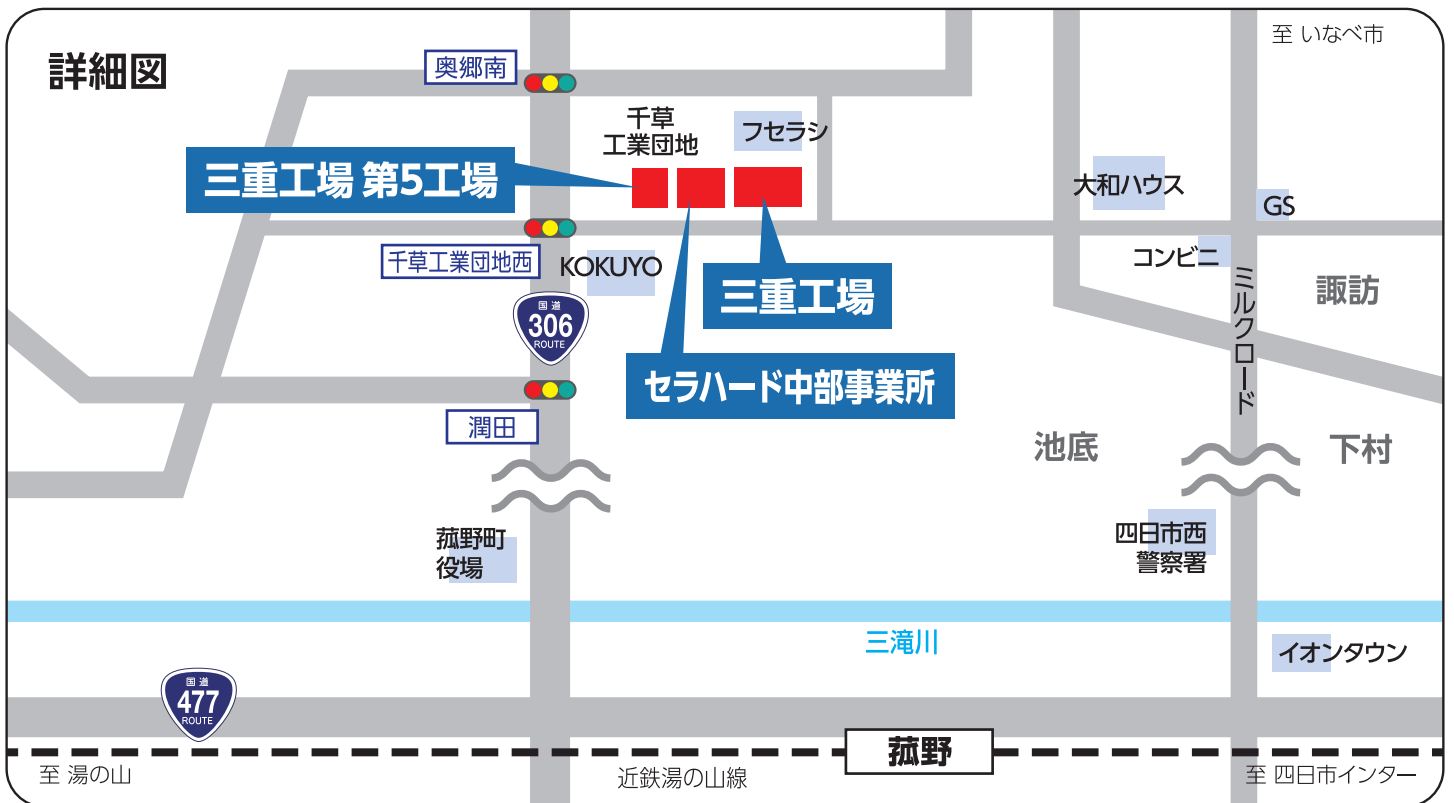 至 いなべ市
詳細図
奥郷南
千草
工業団地
フセラシ
三重工場 第5工場
大和ハウス
GS
千草工業団地西
KOKUYO
コンビニ
三重工場
ミルクロード
諏訪
国道
306
ROUTE
セラハード中部事業所
潤田
池底
下村
菰野町
役場
四日市西
警察署
三滝川
イオンタウン
国道
477
ROUTE
菰野
至 湯の山
近鉄湯の山線
至 四日市インター